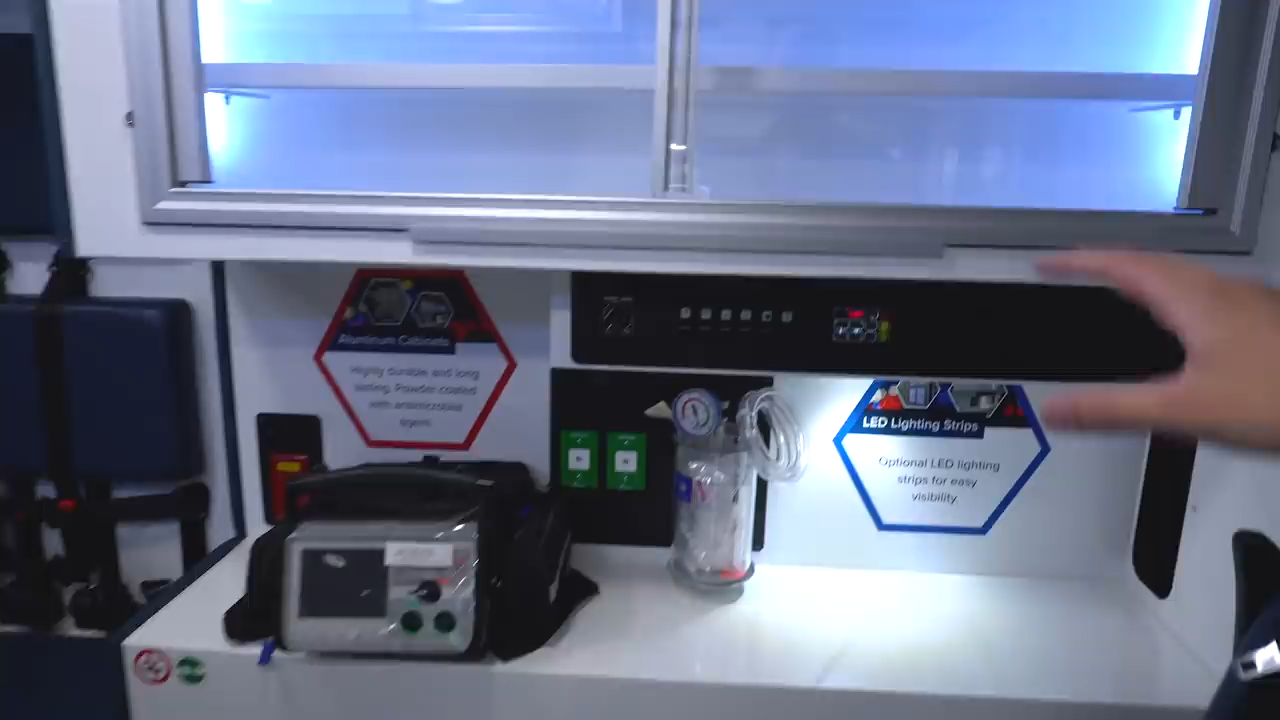 Aluminum Cabinets
Highly durable and long
lasting. Powder coated
with antimicrobial
agent.
LED Lighting Strips
Optional LED lighting
strips for easy
visibility.